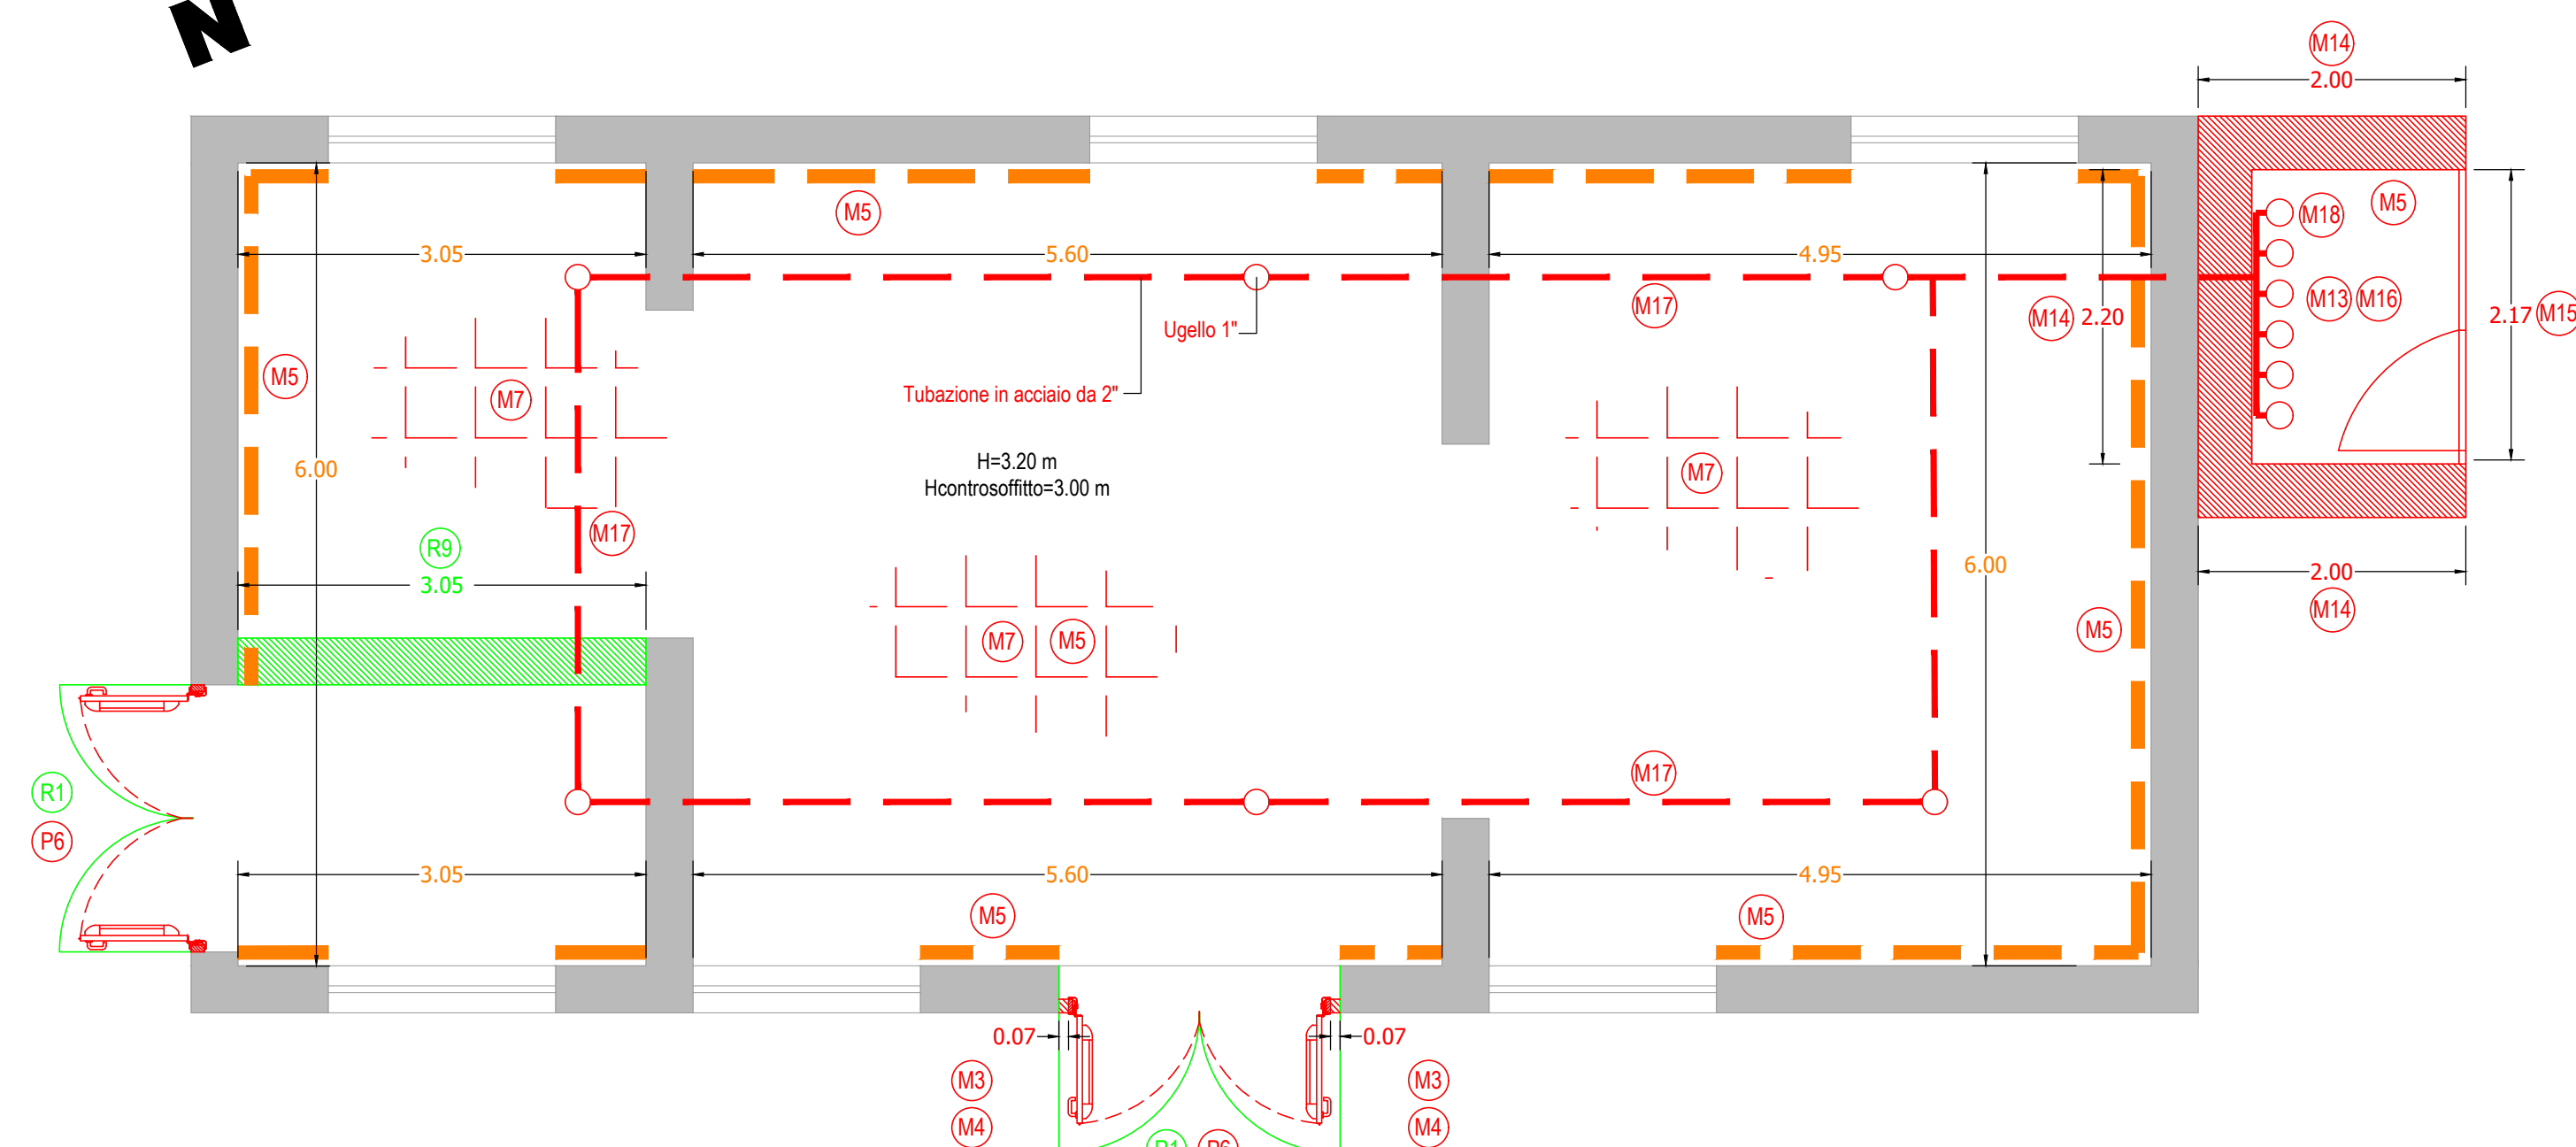 N
M14
2.00
M5
3.05
5.60
4.95
M18
M5
M13
M16
M17
M14
2.20
2.17
M15
Ugello 1"
M5
M7
Tubazione in acciaio da 2"
H=3.20 m
Hcontrosoffitto=3.00 m
6.00
M7
M17
R9
3.05
6.00
2.00
M14
M7
M5
M5
M17
R1
P6
3.05
5.60
4.95
M5
M5
0.07
0.07
M3
M3
M4
M4
R1
P6